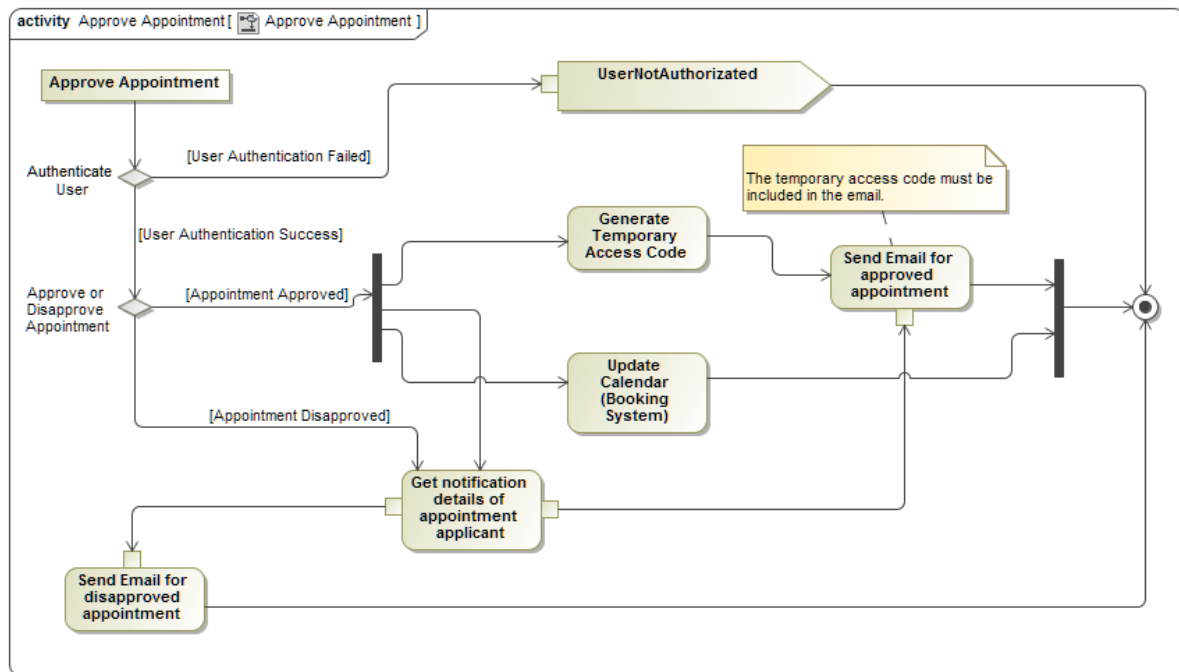 activity Approve Appointment [ Approve Appointment ]
Approve Appointment
UserNotAuthorizated
[User Authentication Failed]
Authenticate
User
The temporary access code must be
included in the email.
[User Authentication Success]
Generate
Temporary
Access Code
Send Email for
approved
appointment
Approve or
Disapprove
Appointment
[Appointment Approved]
Update
Calendar
(Booking
System)
[Appointment Disapproved]
Get notification
details of
appointment
applicant
Send Email for
disapproved
appointment